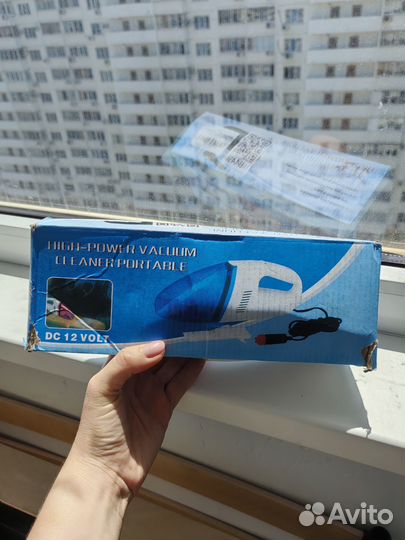 HIGH-POWER VACUUM
CLEANER PORTABLE
DC 12 VOLT
Avito